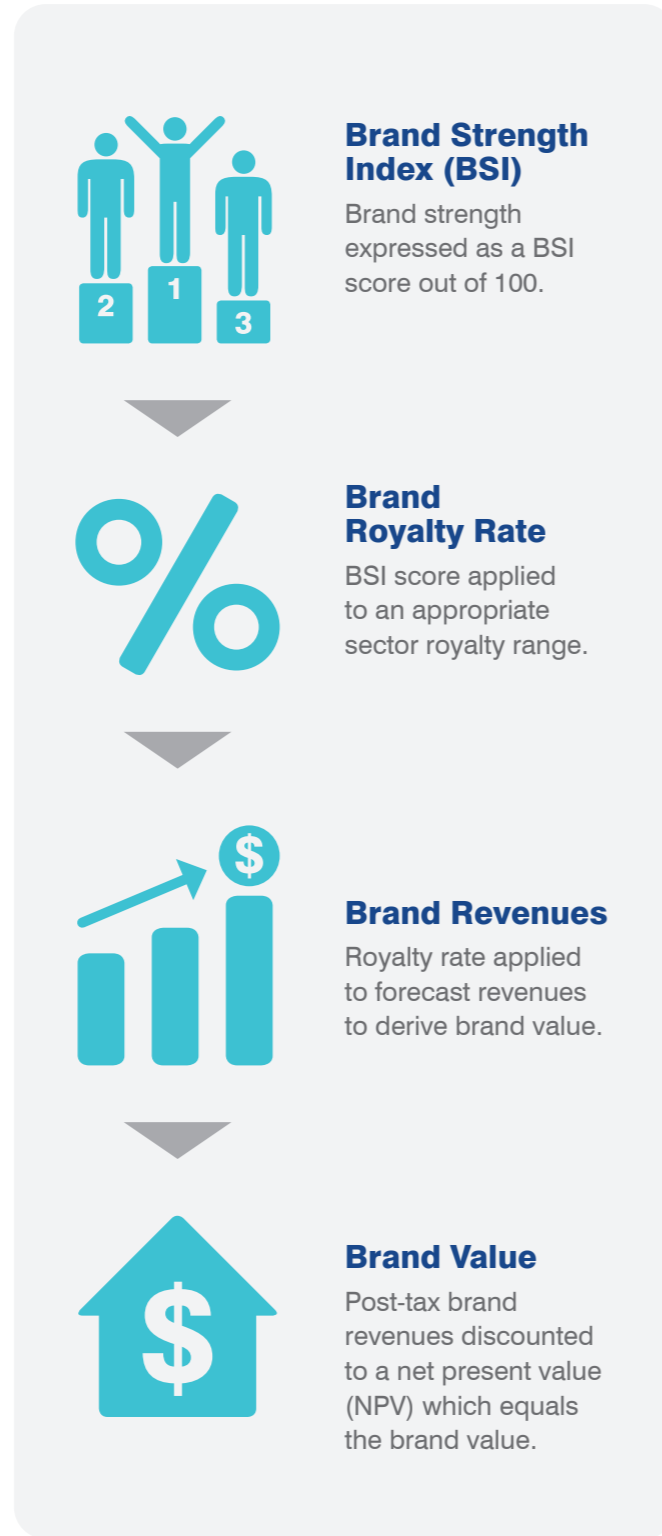 2
1
3
Brand Strength
Index (BSI)
Brand strength
expressed as a BSI
score out of 100.
%
Brand
Royalty Rate
BSI score applied
to an appropriate
sector royalty range.
$
Brand Revenues
Royalty rate applied
to forecast revenues
to derive brand value.
$
Brand Value
Post-tax brand
revenues discounted
to a net present value
(NPV) which equals
the brand value.